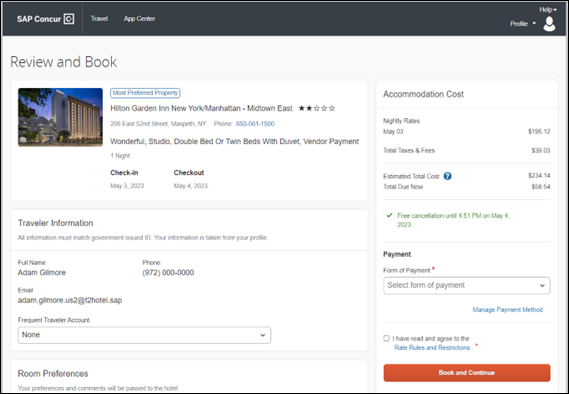 SAP Concur C
Travel
App Center
Help
Profile
Review and Book
Most Preferred Property
Hilton Garden Inn New York/Manhattan - Midtown East
206 East 52nd Street, Maspeth, NY Phone: 650-561-1500
Wonderful, Studio, Double Bed Or Twin Beds With Duvet, Vendor Payment
1 Night
Check-in Checkout
May 3, 2023 May 4, 2023
Traveler Information
All information must match government issued ID. Your information is taken from your profile.
Full Name Phone
Adam Gilmore (972) 000-0000
Email
adam.gilmore.us2@t2hotel.sap
Frequent Traveler Account
None
Room Preferences
Your preferences and comments will be passed to the hotel.
Accommodation Cost
Nightly Rates
May 03 $195.12
Total Taxes & Fees $39.03
Estimated Total Cost ? $234.14
Total Due Now $58.54
Free cancellation until 4:51 PM on May 4,
2023.
Payment
Form of Payment *
Select form of payment
Manage Payment Method
I have read and agree to the
Rate Rules and Restrictions . *
Book and Continue